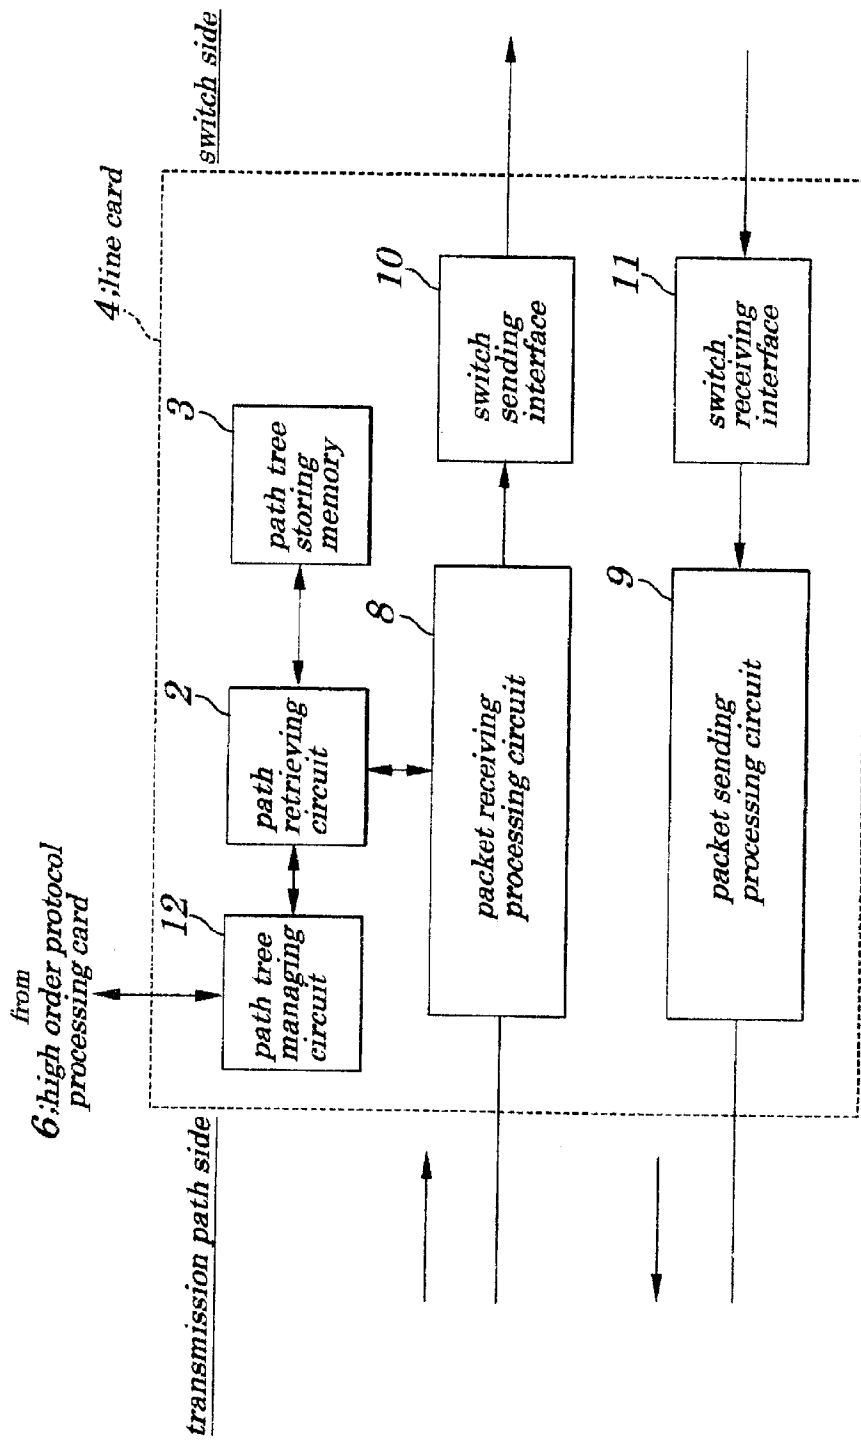 from
6;high order protocol
processing card
4;line card
transmission path side
switch side
12
path tree
managing
circuit
2
path
retrieving
circuit
3
path tree
storing
memory
8
packet receiving
processing circuit
10
switch
sending
interface
9
packet sending
processing circuit
11
switch
receiving
interface